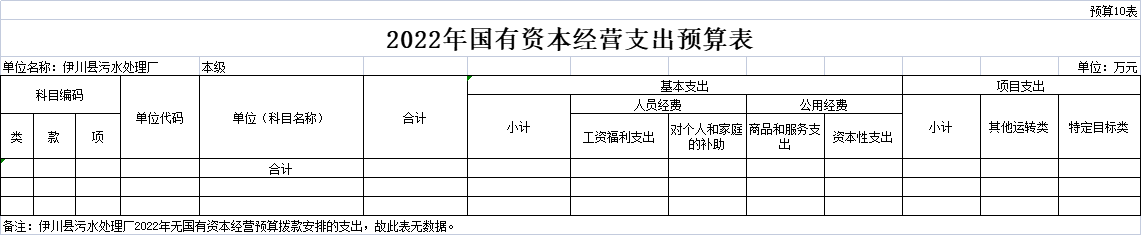 预算10表
2022年国有资本经营支出预算表
单位名称：伊川县污水处理厂 本级 单位：万元
科目编码 单位代码 单位（科目名称） 合计 基本支出 项目支出
类 款 项 小计 人员经费 公用经费 小计 其他运转类 特定目标类
工资福利支出 对个人和家庭的补助 商品和服务支出 资本性支出
合计
备注：伊川县污水处理厂2022年无国有资本经营预算拨款安排的支出，故此表无数据。